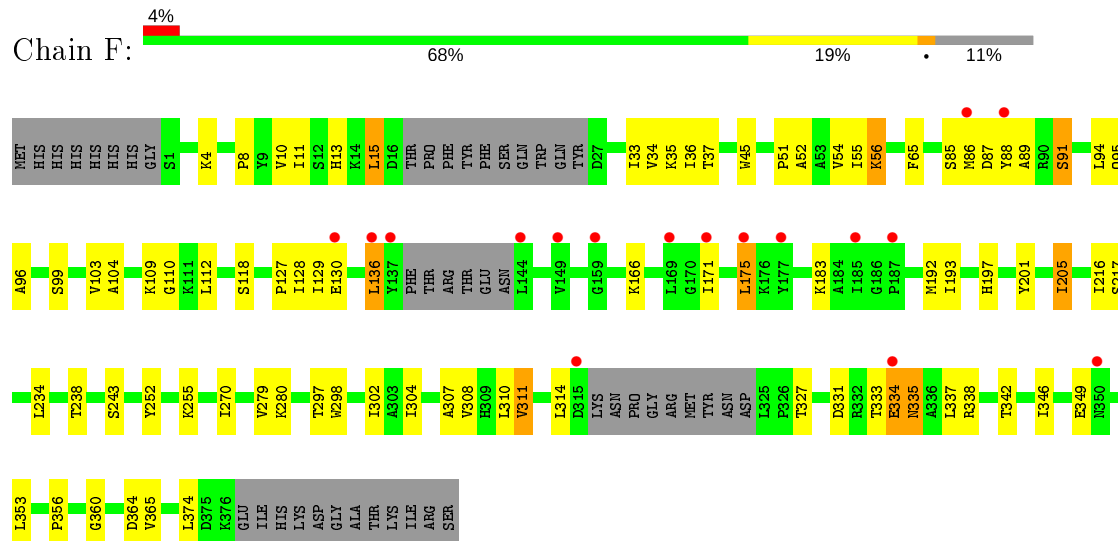 4%
Chain F:
68% 19% • 11%
MET HIS HIS HIS HIS HIS HIS GLY S1 K4 P8 Y9 V10 I11 S12 H13 K14 L15 D16 THR PRO PHE TYR PHE SER GLN TRP GLN TYR D27 I33 V34 K35 I36 T37 W45 P51 A52 A53 V54 I55 K56 F65 S85 M86 D87 Y88 A89 R90 S91 L94
A96 S99 V103 A104 K109 G110 K111 L112 S118 P127 I128 I129 E130 L136 Y137 PHE THR ARG THR GLU ASN L144 V149 G159 K166 L169 G170 I171 L175 K176 Y177 K183 A184 I185 G186 P187 M192 I193 H197 Y201 I205 I216 S217
L234 T238 S243 Y252 K255 I270 V279 K280 T297 W298 I302 A303 I304 A307 V308 H309 L310 V311 L314 D315 LYS ASN PRO GLY ARG MET TYR ASN ASP L325 P326 T327 D331 R332 T333 E334 N335 A336 L337 R338 T342 I346 E349 N350
L353 P356 G360 D364 V365 L374 D375 K376 GLU ILE HIS LYS ASP GLY ALA THR LYS ILE ARG SER